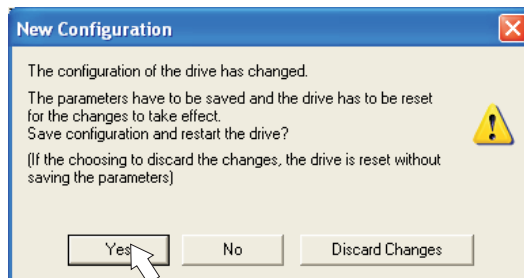 New Configuration
The configuration of the drive has changed.
The parameters have to be saved and the drive has to be reset
for the changes to take effect.
Save configuration and restart the drive?
(If the choosing to discard the changes, the drive is reset without
saving the parameters)
Yes No Discard Changes